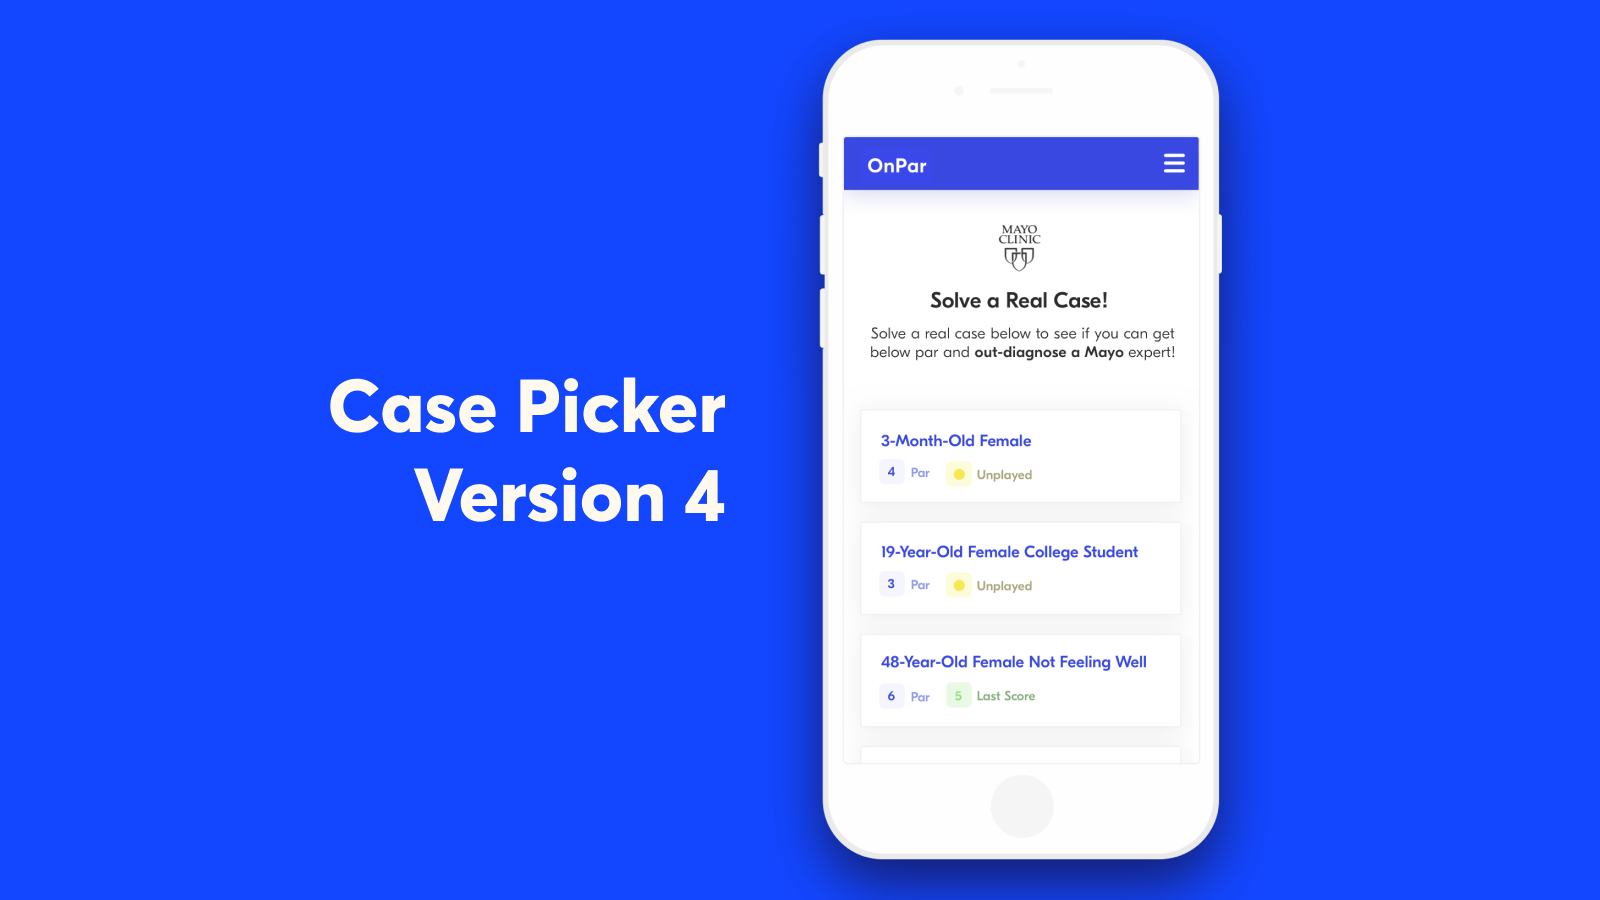 Case Picker
Version 4
OnPar
MAYO
CLINIC
Solve a Real Case!
Solve a real case below to see if you can get
below par and out-diagnose a Mayo expert!
3-Month-Old Female
4 Par Unplayed
19-Year-Old Female College Student
3 Par Unplayed
48-Year-Old Female Not Feeling Well
6 Par 5 Last Score